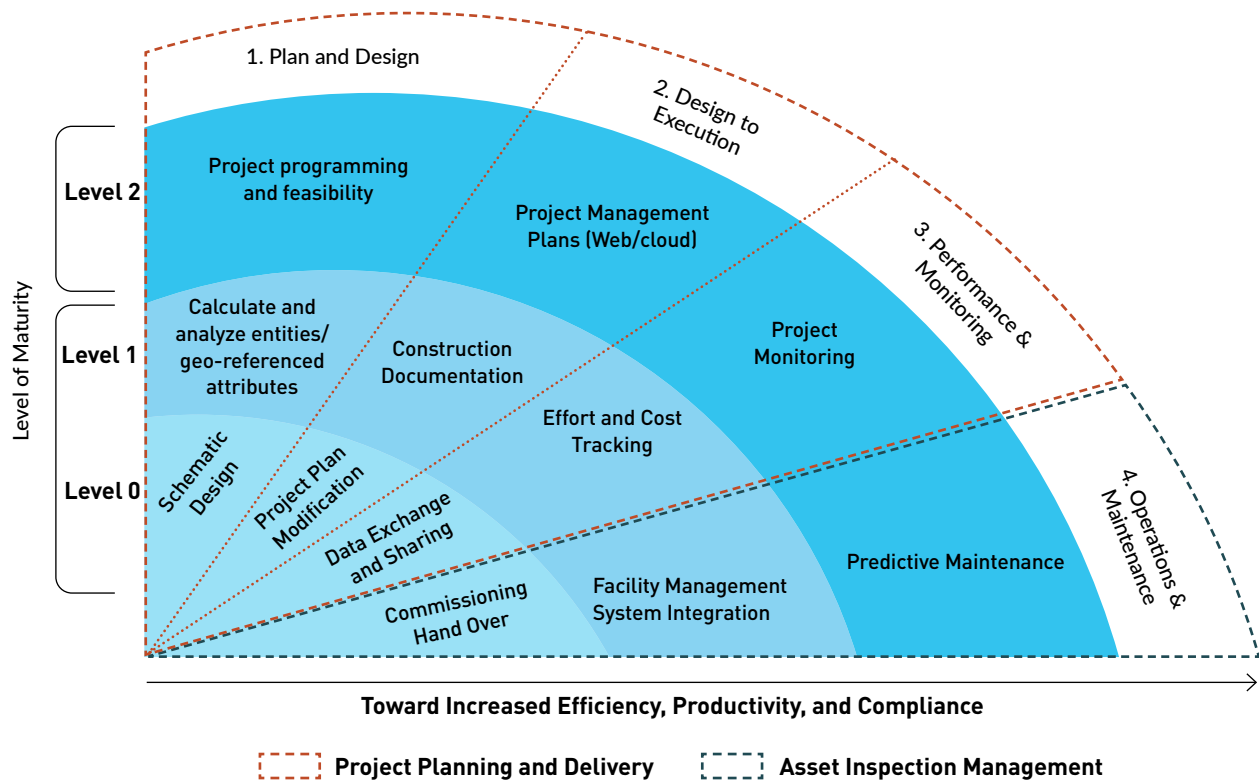 1. Plan and Design
2. Design to
Execution
3. Performance &
Monitoring
4. Operations &
Maintenance
Level of Maturity
Level 2
Level 1
Level 0
Project programming
and feasibility
Project Management
Plans (Web/cloud)
Project
Monitoring
Predictive Maintenance
Calculate and
analyze entities/
geo-referenced
attributes
Construction
Documentation
Effort and Cost
Tracking
Facility Management
System Integration
Schematic
Design
Project Plan
Modification
Data Exchange
and Sharing
Commissioning
Hand Over
Toward Increased Efficiency, Productivity, and Compliance
Project Planning and Delivery
Asset Inspection Management